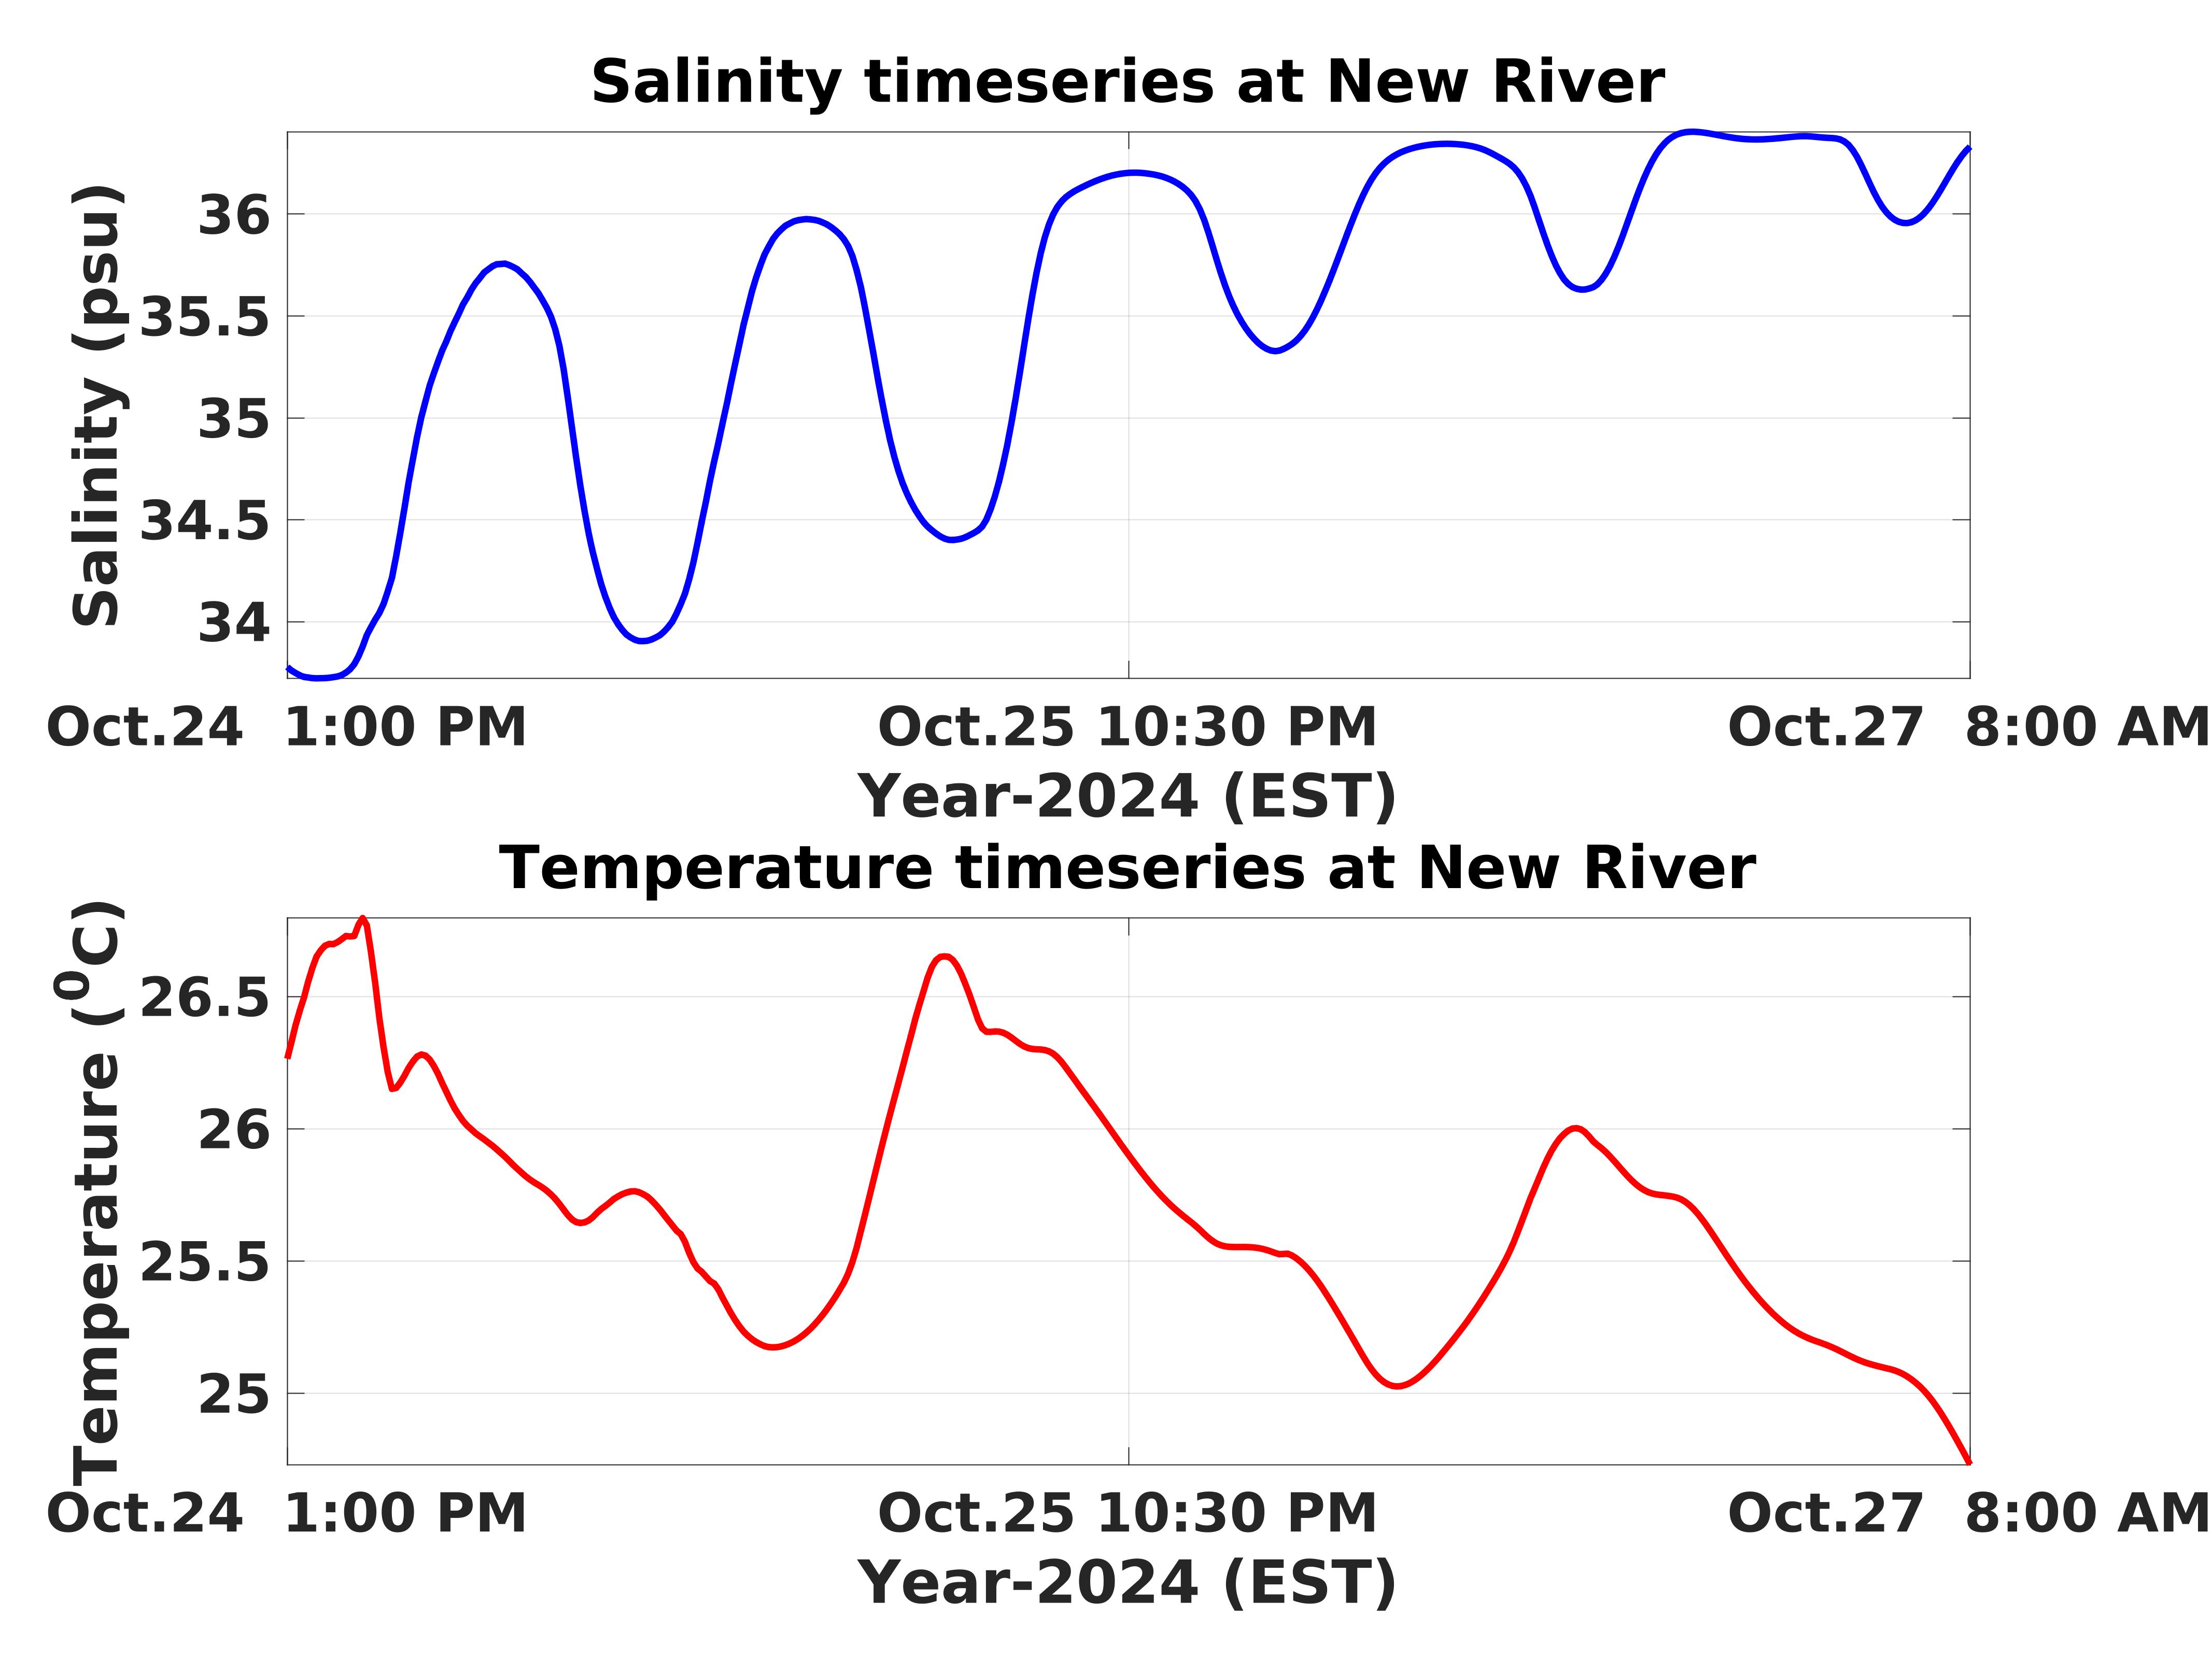 Salinity timeseries at New River
Salinity (psu)
36
35.5
35
34.5
34
Oct.24  1:00 PM
Oct.25 10:30 PM
Oct.27  8:00 AM
Year-2024 (EST)
Temperature timeseries at New River
Temperature (⁰C)
26.5
26
25.5
25
Oct.24  1:00 PM
Oct.25 10:30 PM
Oct.27  8:00 AM
Year-2024 (EST)